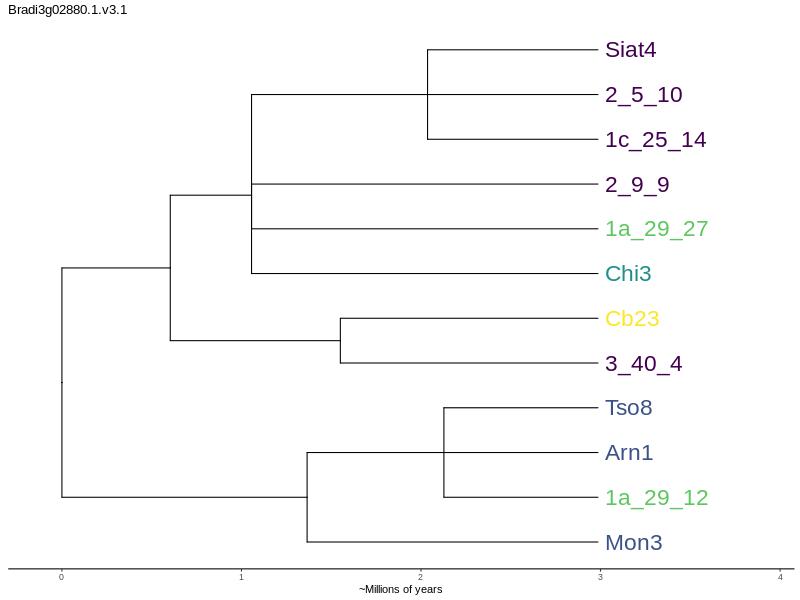 Bradi3g02880.1.v3.1
Siat4
2_5_10
1c_25_14
2_9_9
1a_29_27
Chi3
Cb23
3_40_4
Tso8
Arn1
1a_29_12
Mon3
0 1 2 3 4
~Millions of years